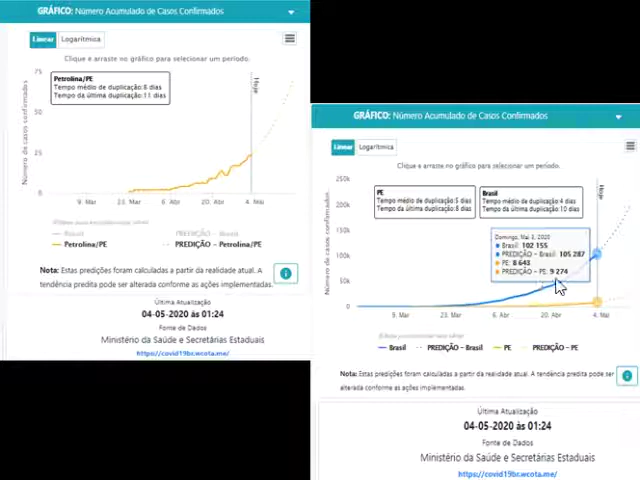 GRÁFICO: Número Acumulado de Casos Confirmados
Linear
Logarítmica
Clique e arraste no gráfico para selecionar um período.
Número de casos confirmados
75
50
25
0
Petrolina/PE
Tempo médio de duplicação:8 dias
Tempo da última duplicação:11 dias
Hoje
9. Mar
23. Mar
6. Abr
20. Abr
4. Mai
Brasil
PREDIÇÃO - Brasil
Petrolina/PE
PREDIÇÃO - Petrolina/PE
Nota: Estas predições foram calculadas a partir da realidade atual. A
tendência predita pode ser alterada conforme as ações implementadas.
Última Atualização
04-05-2020 às 01:24
Fonte de Dados
Ministério da Saúde e Secretárias Estaduais
https://covid19br.wcota.me/
GRÁFICO: Número Acumulado de Casos Confirmados
Linear
Logarítmica
Clique e arraste no gráfico para selecionar um período.
Número de casos confirmados
250k
200k
150k
100k
50k
0
PE
Tempo médio de duplicação:5 dias
Tempo da última duplicação:8 dias
Brasil
Tempo médio de duplicação:4 dias
Tempo da última duplicação:10 dias
Hoje
Domingo, Mai 3, 2020
Brasil: 102 155
PREDIÇÃO - Brasil: 105 287
PE: 8 643
PREDIÇÃO - PE: 9 274
9. Mar
23. Mar
6. Abr
20. Abr
4. Mai
Brasil
PREDIÇÃO - Brasil
PE
PREDIÇÃO - PE
Nota: Estas predições foram calculadas a partir da realidade atual. A tendência predita pode ser
alterada conforme as ações implementadas.
Última Atualização
04-05-2020 às 01:24
Fonte de Dados
Ministério da Saúde e Secretárias Estaduais
https://covid19br.wcota.me/